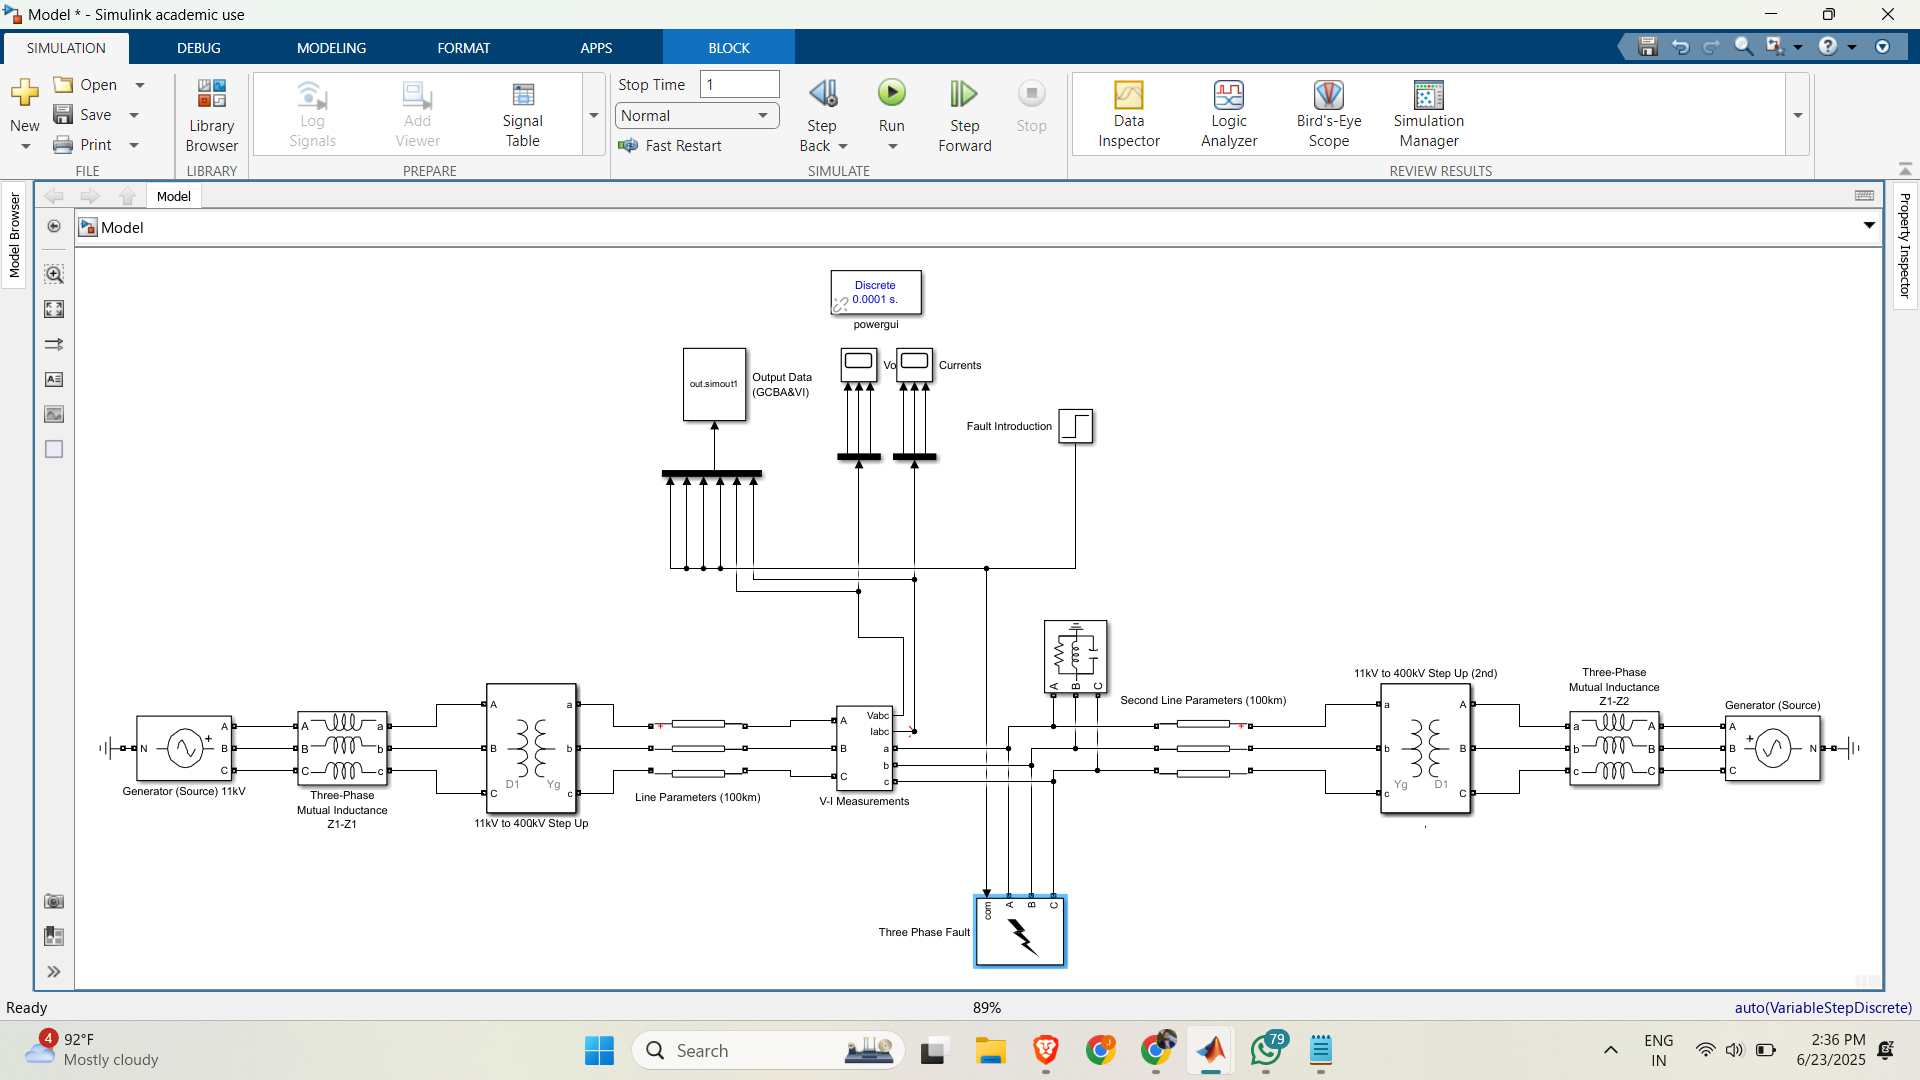 Model * - Simulink academic use
SIMULATION
DEBUG
MODELING
FORMAT
APPS
BLOCK
New
Open
Save
Print
FILE
Library
Browser
LIBRARY
Log
Signals
Add
Viewer
Signal
Table
PREPARE
Stop Time
1
Normal
Fast Restart
Step
Back
Run
Step
Forward
Stop
SIMULATE
Data
Inspector
Logic
Analyzer
Bird's-Eye
Scope
Simulation
Manager
REVIEW RESULTS
Model Browser
Property Inspector
Model
Model
Discrete
0.0001 s.
powergui
out.simout1
Output Data
(GCBA&VI)
Vo
Currents
Fault Introduction
A
B
C
N
A
B
C
Generator (Source) 11kV
A
B
C
a
b
c
Three-Phase
Mutual Inductance
Z1-Z1
A
B
C
a
b
c
D1
Yg
11kV to 400kV Step Up
Line Parameters (100km)
A
B
C
Vabc
Iabc
a
b
c
V-I Measurements
Second Line Parameters (100km)
11kV to 400kV Step Up (2nd)
a
b
c
A
B
C
Yg
D1
,
Three-Phase
Mutual Inductance
Z1-Z2
a
b
c
A
B
C
Generator (Source)
A
B
C
N
com
A
B
C
Three Phase Fault
Ready
89%
auto(VariableStepDiscrete)
4
92°F
Mostly cloudy
Search
J
79
ENG
IN
2:36 PM
6/23/2025